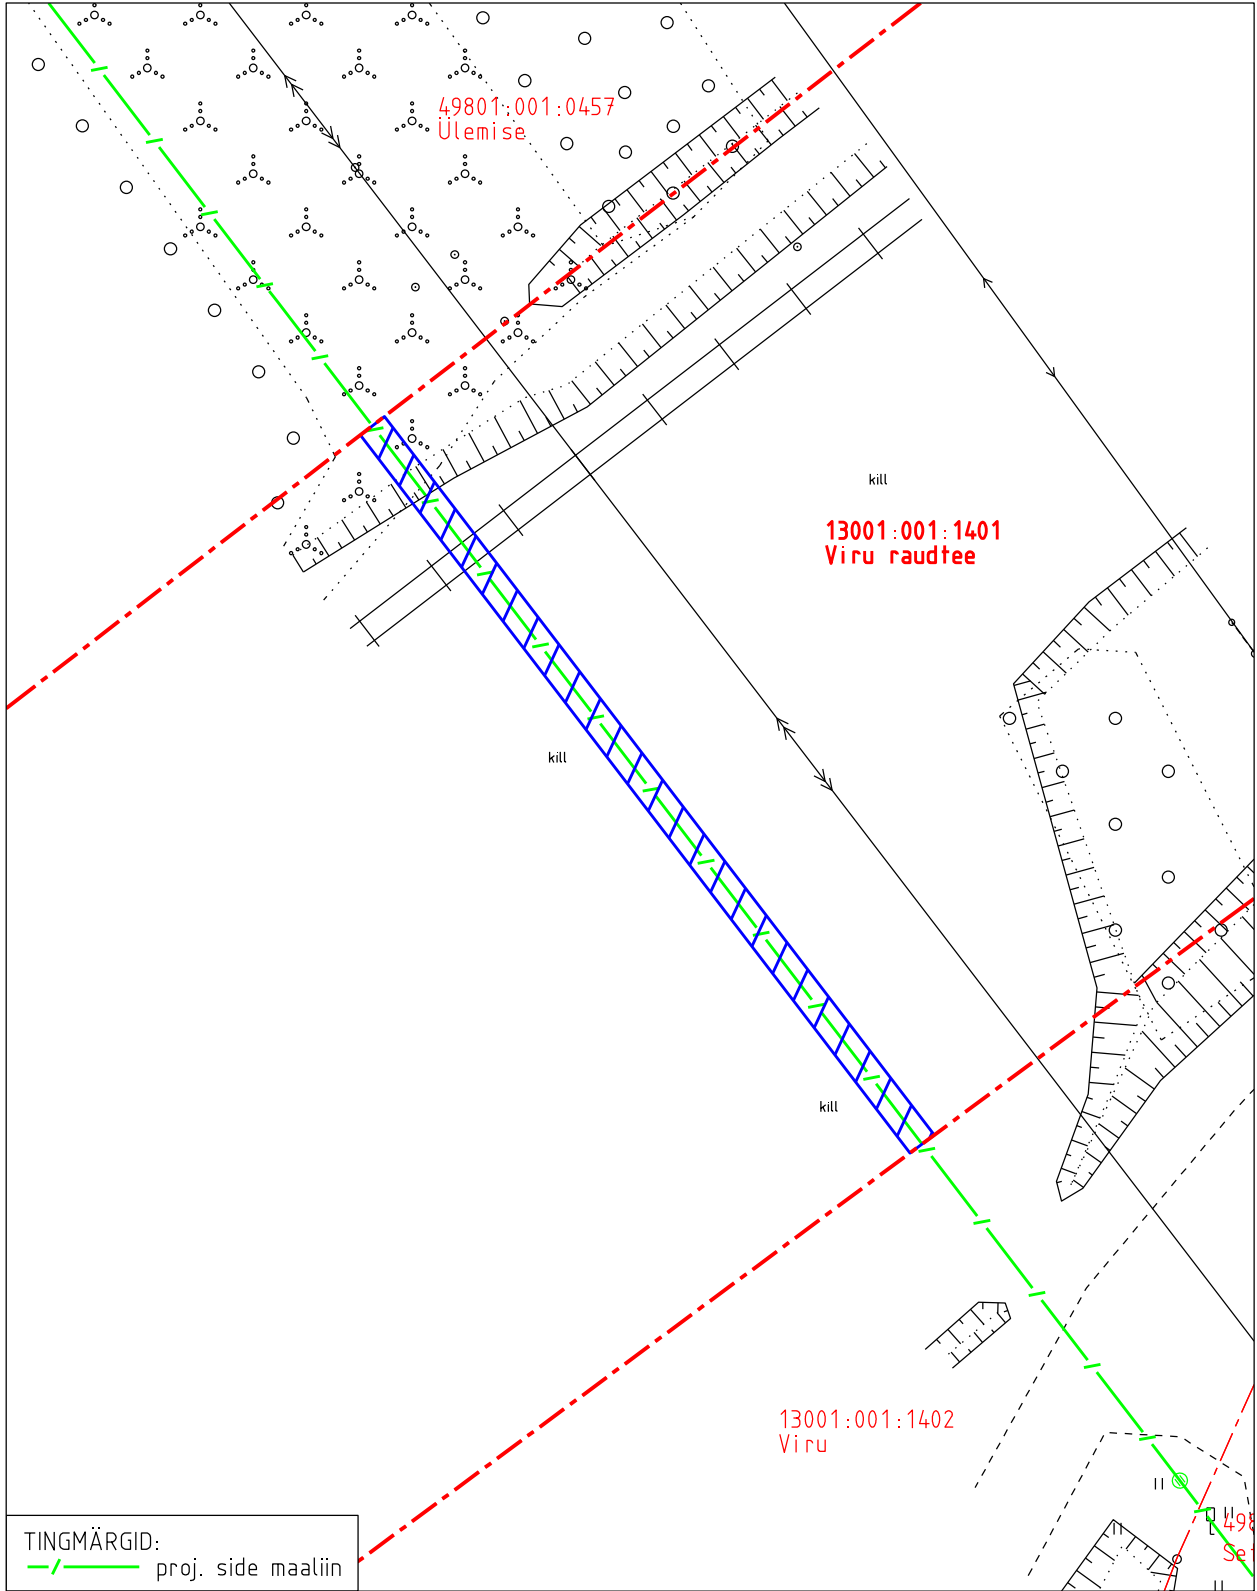 49801:001:0457
Ülemise
kill
13001:001:1401
Viru raudtee
kill
kill
13001:001:1402
Viru
TINGMÄRGID:
proj. side maaliin